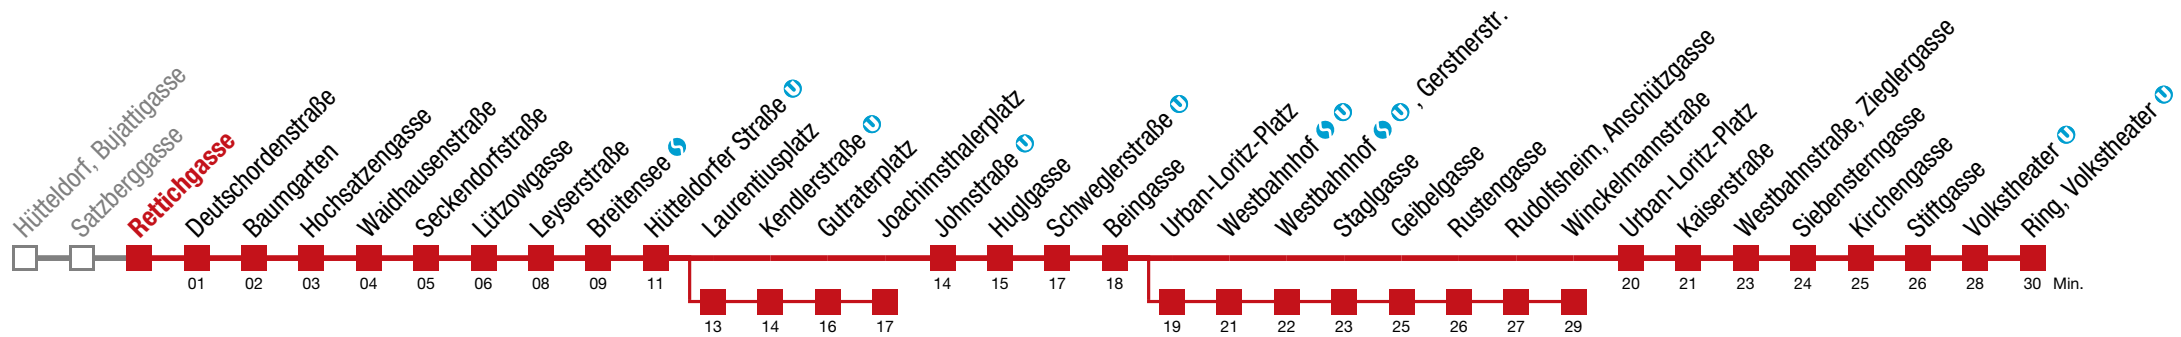 Hütteldorf, Bujattigasse
Satzberggasse
Rettichgasse
Deutschordenstraße
Baumgarten
Hochsatzengasse
Waidhausenstraße
Seckendorfstraße
Lützowgasse
Leyserstraße
Breitensee
Hütteldorfer Straße U
Laurentiusplatz
Kendlerstraße U
Gutraterplatz
Joachimsthalerplatz
Johnstraße U
Huglgasse
Schweglerstraße U
Beingasse
Urban-Loritz-Platz
Westbahnhof U
Westbahnhof U , Gerstnerstr.
Staglgasse
Geibelgasse
Rustengasse
Rudolfsheim, Anschützgasse
Winckelmannstraße
Urban-Loritz-Platz
Kaiserstraße
Westbahnstraße, Zieglergasse
Siebensterngasse
Kirchengasse
Stiftgasse
Volkstheater U
Ring, Volkstheater U
01 02 03 04 05 06 08 09 11 14 15 17 18 20 21 23 24 25 26 28 30 Min.
13 14 16 17 19 21 22 23 25 26 27 29